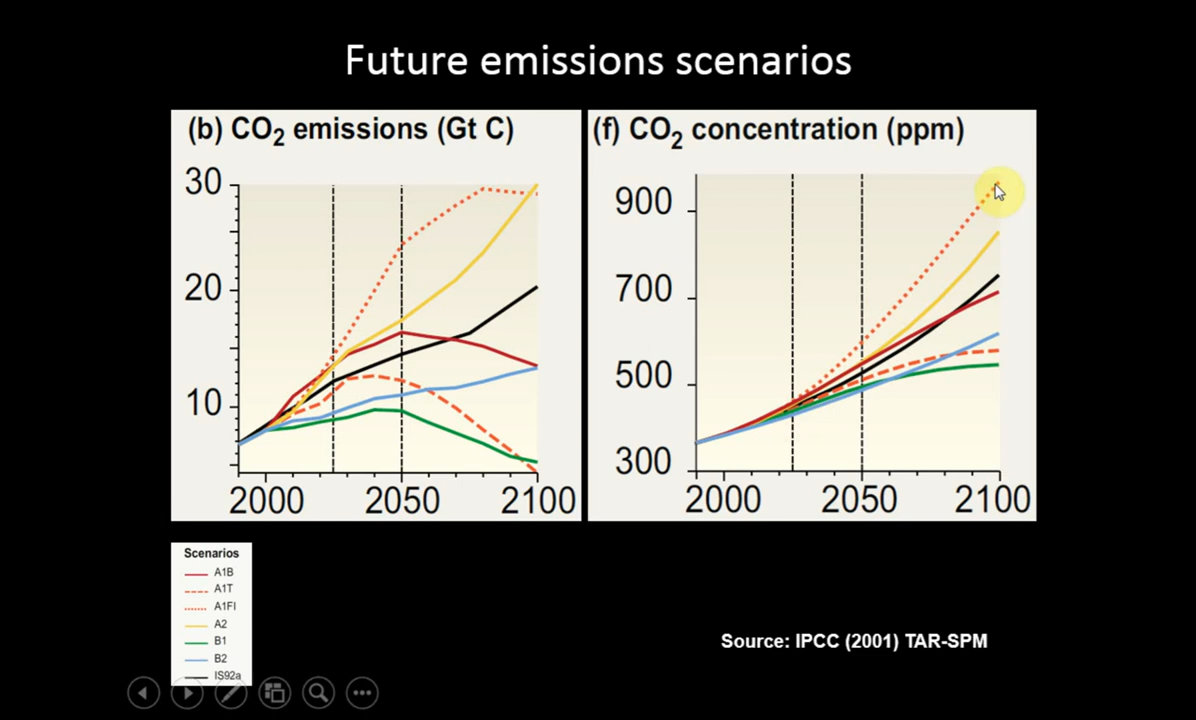 Future emissions scenarios
(b) CO2 emissions (Gt C)
30
20
10
2000 2050 2100
(f) CO2 concentration (ppm)
900
700
500
300
2000 2050 2100
Scenarios
A1B
A1T
A1FI
A2
B1
B2
IS92a
Source: IPCC (2001) TAR-SPM